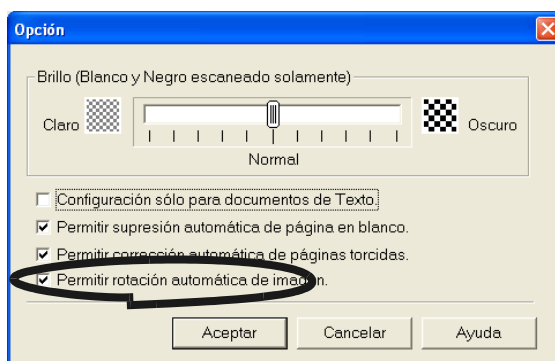 Opción
Brillo (Blanco y Negro escaneado solamente)
Claro Oscuro
Normal
Configuración sólo para documentos de Texto.
Permitir supresión automática de página en blanco.
Permitir corrección automática de páginas torcidas.
Permitir rotación automática de imagen.
Aceptar Cancelar Ayuda